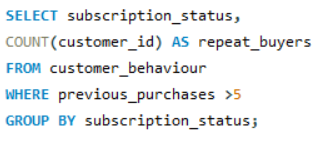 SELECT subscription_status,
COUNT(customer_id) AS repeat_buyers
FROM customer_behaviour
WHERE previous_purchases >5
GROUP BY subscription_status;